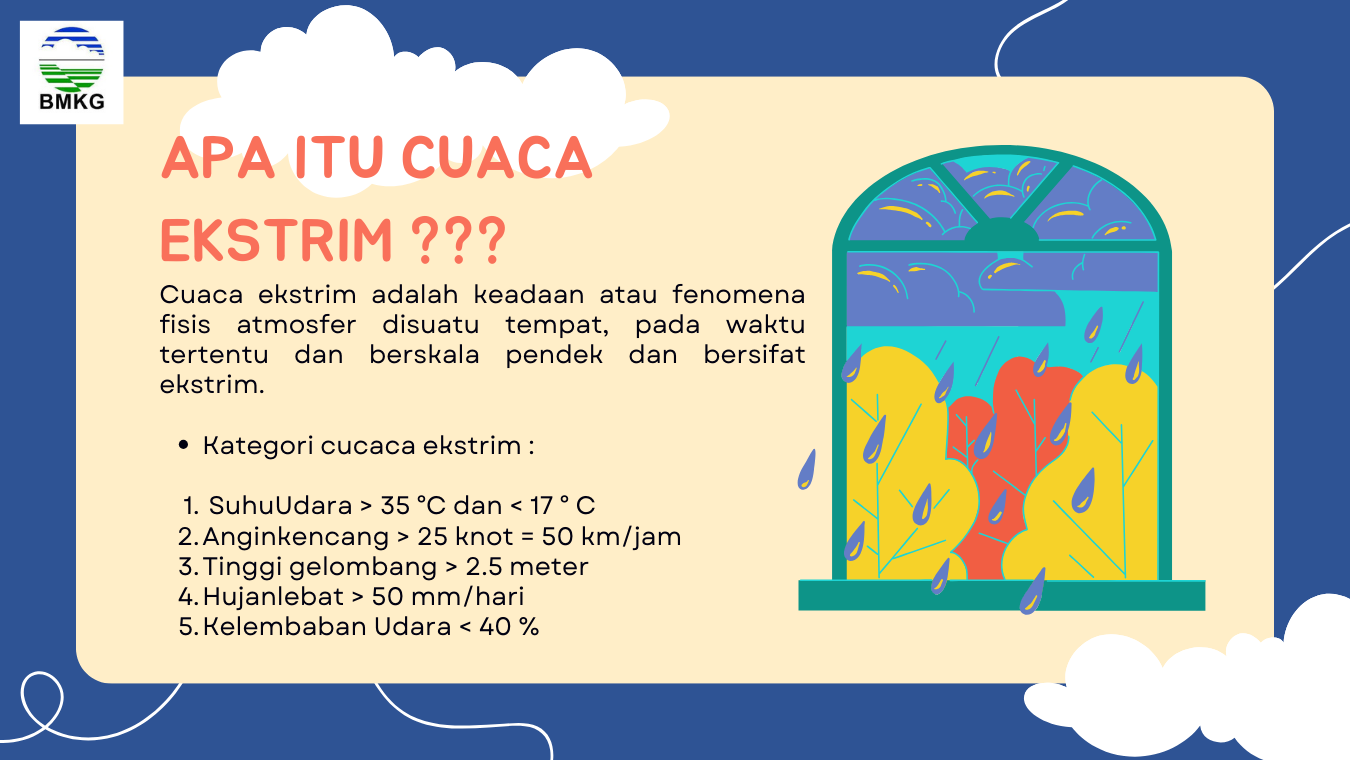 BMKG
APA ITU CUACA
EKSTRIM ???
Cuaca ekstrim adalah keadaan atau fenomena
fisis atmosfer disuatu tempat, pada waktu
tertentu dan berskala pendek dan bersifat
ekstrim.
• Kategori cucaca ekstrim :
1. SuhuUdara > 35 °C dan < 17 ° C
2. Anginkencang > 25 knot = 50 km/jam
3. Tinggi gelombang > 2.5 meter
4. Hujanlebat > 50 mm/hari
5. Kelembaban Udara < 40 %